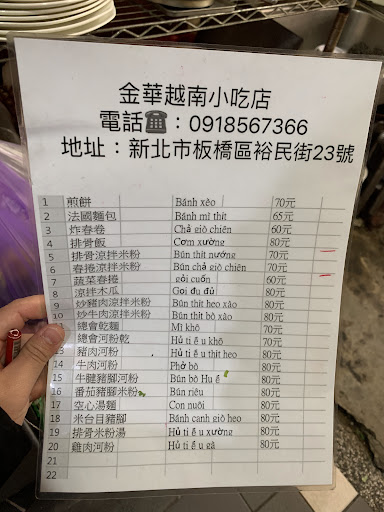 金華越南小吃店
電話☎：0918567366
地址：新北市板橋區裕民街23號
1 煎餅 Bánh xèo 70元
2 法國麵包 Bánh mì thịt 65元
3 炸春卷 Chả giò chiên 60元
4 排骨飯 Cơm xường 80元
5 排骨涼拌米粉 Bún thịt nướng 70元
6 春捲涼拌米粉 Bún chả giò chiên 70元
7 蔬菜春捲 gỏi cuốn 60元
8 涼拌木瓜 Gọi đu đủ 80元
9 炒豬肉涼拌米粉 Bún thịt heo xào 80元
10 炒牛肉涼拌米粉 Bún thịt bò xào 80元
總會乾麵 Mì khô 70元
總會河粉乾 Hủ tiếu khô 70元
13 豬肉河粉 Hủ tiếu thịt heo 80元
14 牛肉河粉 Phở bò 80元
15 牛腱豬腳河粉 Bún bò Huế 80元
16 番茄豬腳米粉 Bún riêu 80元
17 空心湯麵 Con nuôi 80元
18 米台目豬腳 Bánh canh giò heo 80元
19 排骨米粉湯 Hủ tiếu xường 80元
20 雞肉河粉 Hủ tiếu gà 80元
21
22